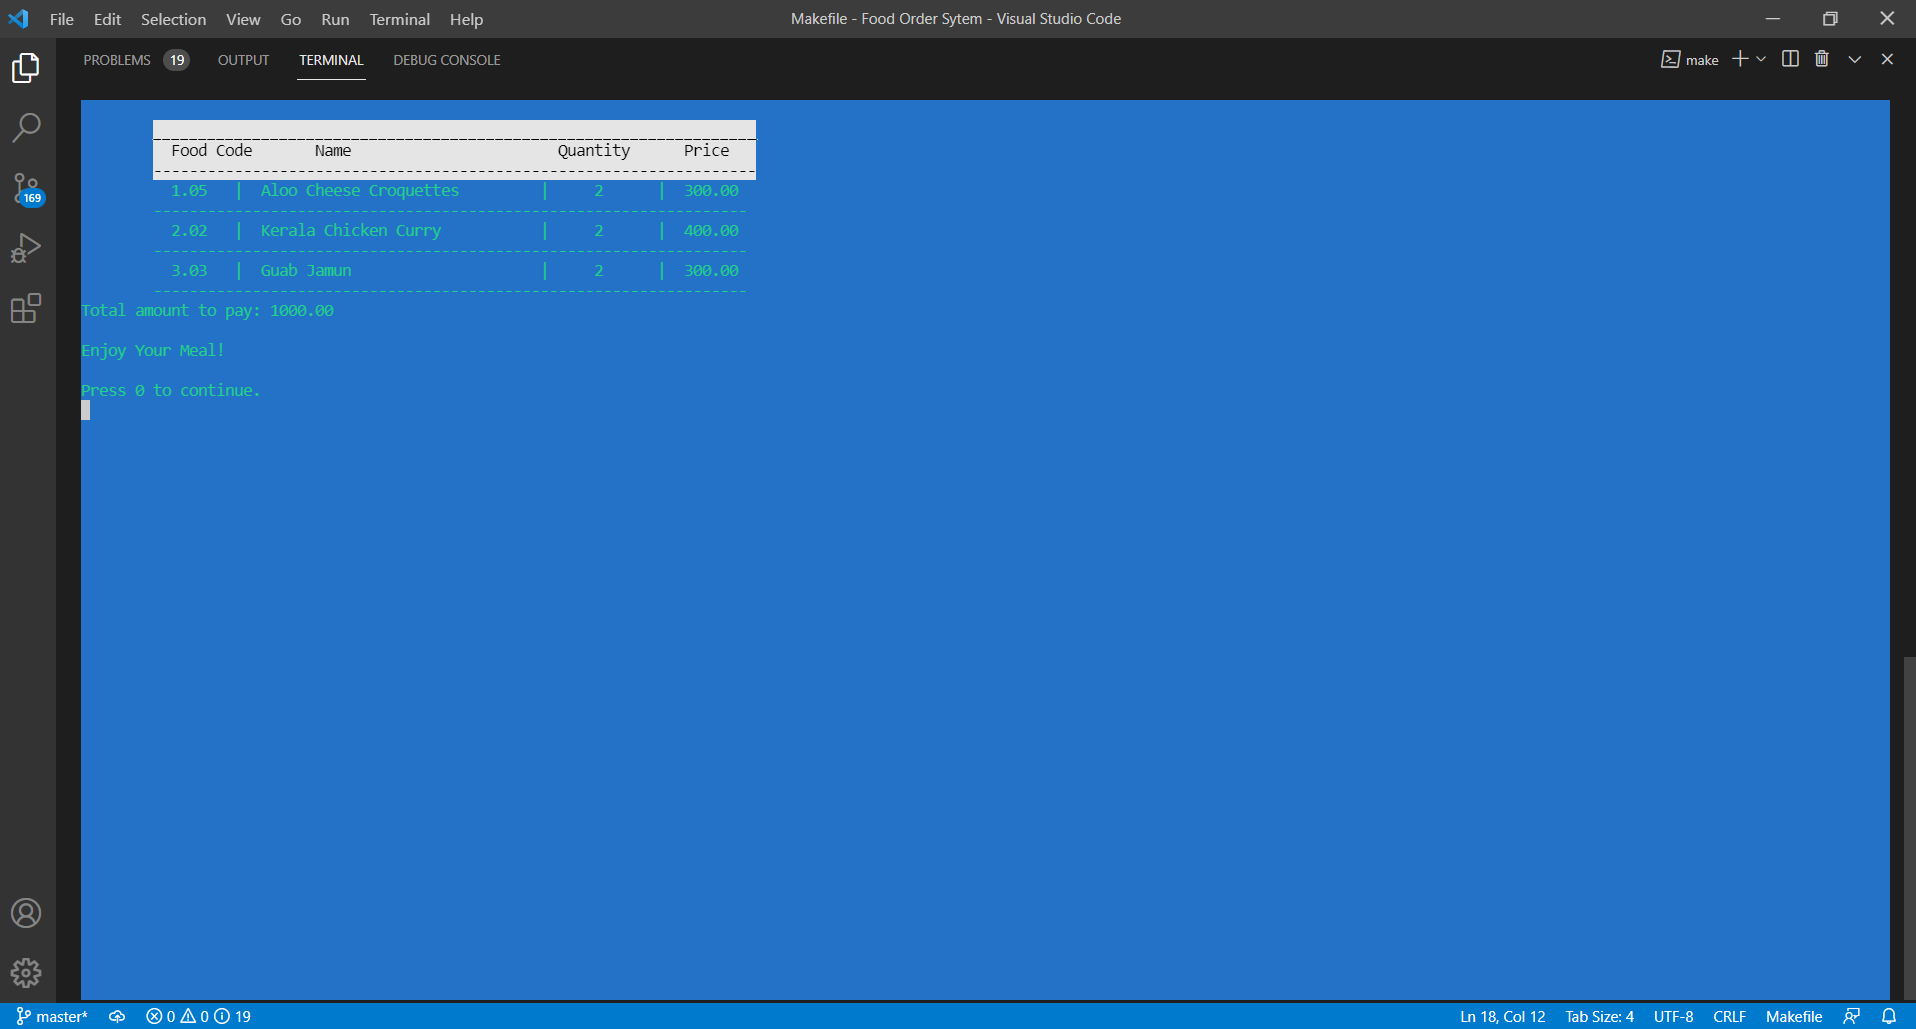 File Edit Selection View Go Run Terminal Help Makefile - Food Order Sytem - Visual Studio Code
PROBLEMS 19 OUTPUT TERMINAL DEBUG CONSOLE make
Food Code Name Quantity Price
1.05 | Aloo Cheese Croquettes | 2 | 300.00
2.02 | Kerala Chicken Curry | 2 | 400.00
3.03 | Guab Jamun | 2 | 300.00
Total amount to pay: 1000.00
Enjoy Your Meal!
Press 0 to continue.
169
master* 0 0 19 Ln 18, Col 12 Tab Size: 4 UTF-8 CRLF Makefile